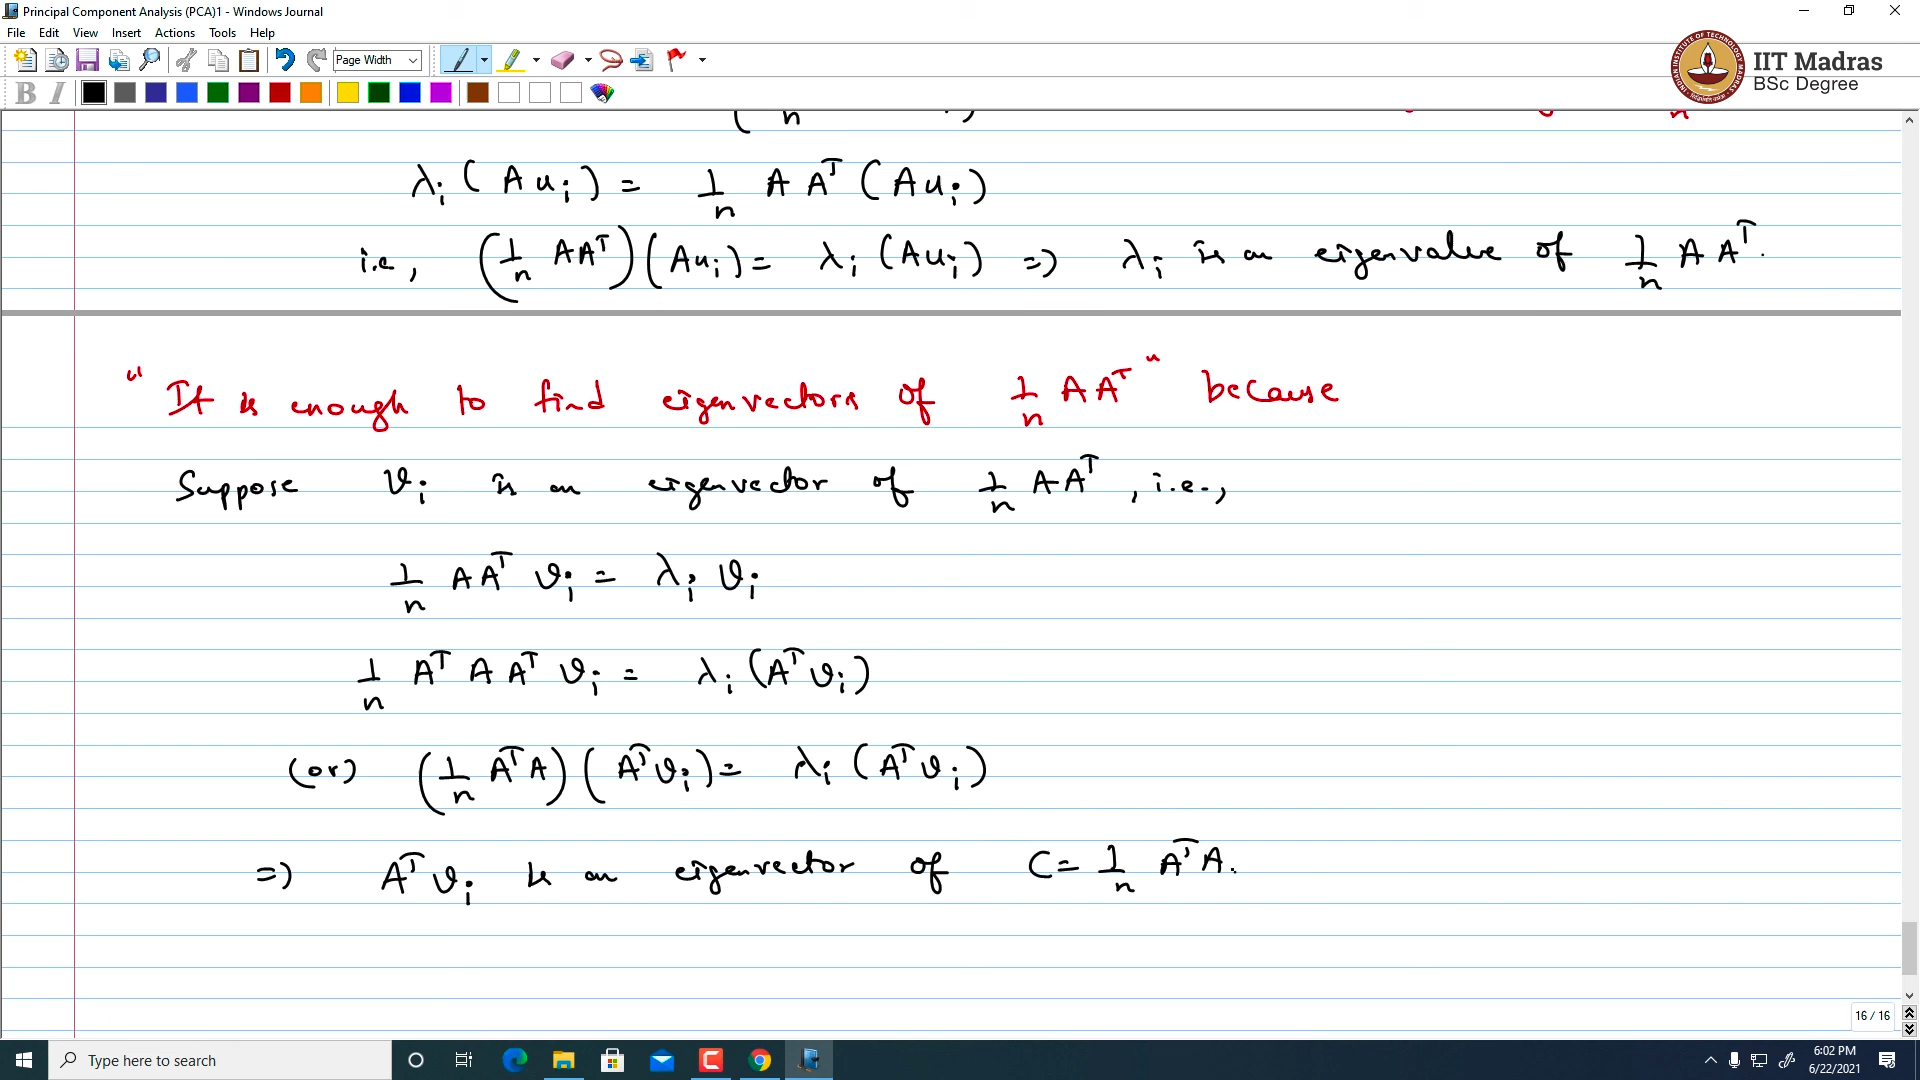 Principal Component Analysis (PCA)1 - Windows Journal
File Edit View Insert Actions Tools Help
Page Width
B I
IIT Madras
BSc Degree
λᵢ (A uᵢ) = 1/n A Aᵀ (A uᵢ)
i.e, (1/n AAᵀ)(Auᵢ) = λᵢ (Auᵢ) => λᵢ is an eigenvalue of 1/n A Aᵀ.
" It is enough to find eigenvectors of 1/n A Aᵀ " because
Suppose vᵢ is an eigenvector of 1/n AAᵀ, i.e.,
1/n AAᵀ vᵢ = λᵢ vᵢ
1/n Aᵀ A Aᵀ vᵢ = λᵢ (Aᵀvᵢ)
(or) (1/n AᵀA)(Aᵀvᵢ) = λᵢ (Aᵀvᵢ)
=> Aᵀvᵢ is an eigenvector of C = 1/n AᵀA.
16 / 16
Type here to search
6:02 PM
6/22/2021